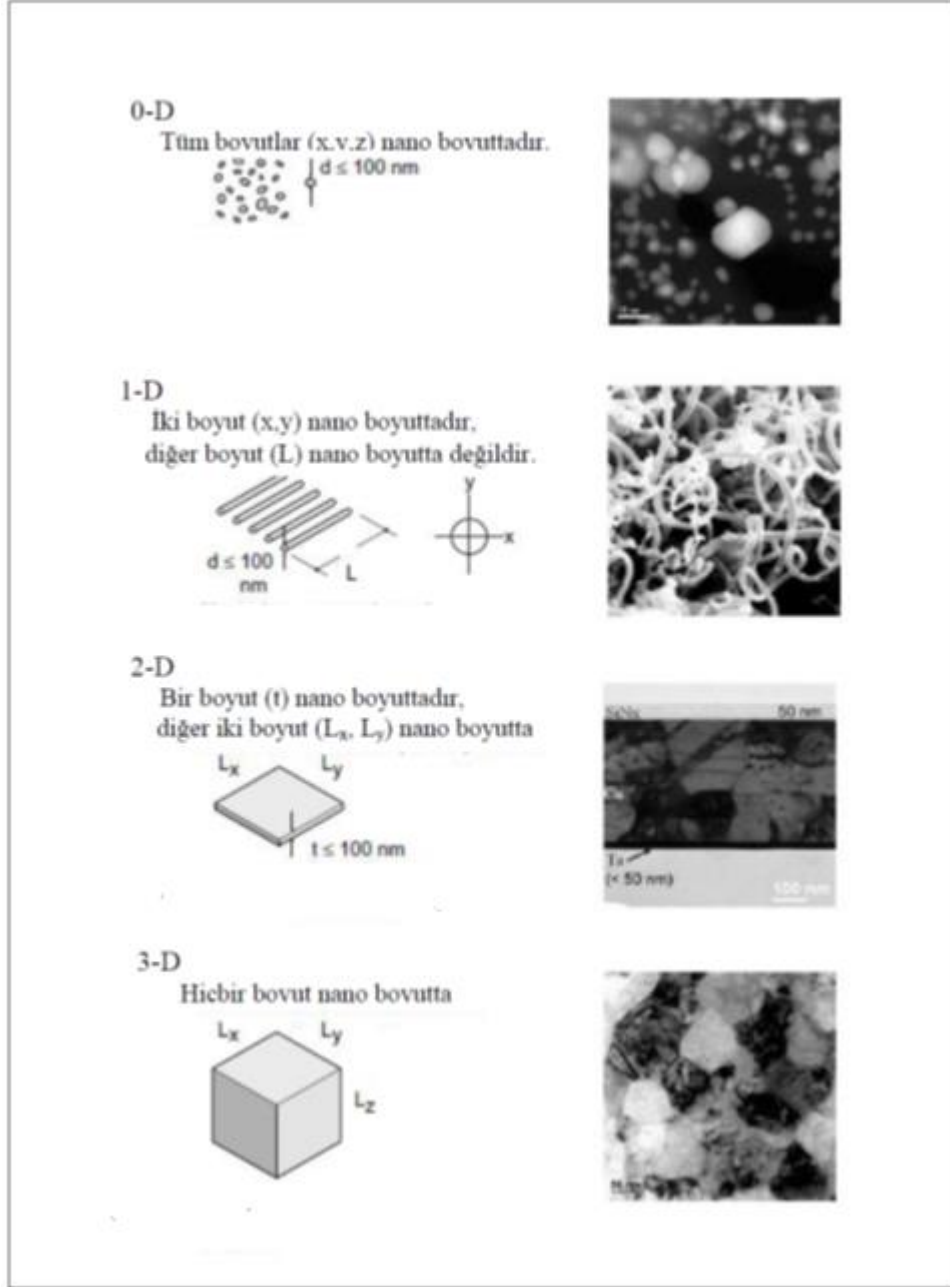 0-D
Tüm boyutlar (x,y,z) nano boyuttadır.
d ≤ 100 nm
1-D
İki boyut (x,y) nano boyuttadır,
diğer boyut (L) nano boyutta değildir.
y
x
d ≤ 100
nm
L
2-D
Bir boyut (t) nano boyuttadır,
diğer iki boyut (Lx, Ly) nano boyutta
Lx Ly
t ≤ 100 nm
50 nm
Ta
(< 50 nm)
100 nm
3-D
Hiçbir boyut nano boyutta
Lx Ly
Lz